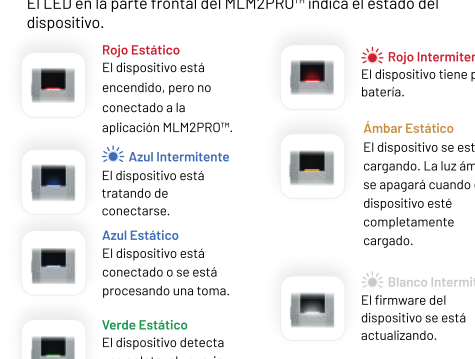 El LED en la parte frontal del MLM2PRO™ indica el estado del
dispositivo.
Rojo Estático
El dispositivo está
encendido, pero no
conectado a la
aplicación MLM2PRO™.
Azul Intermitente
El dispositivo está
tratando de
conectarse.
Azul Estático
El dispositivo está
conectado o se está
procesando una toma.
Verde Estático
El dispositivo detecta
Rojo
El dispositivo tiene
batería.
Ámbar Estático
El dispositivo se
cargando. La luz
se apagará cuando
dispositivo esté
completamente
cargado.
Blanco
El firmware del
dispositivo se está
actualizando.